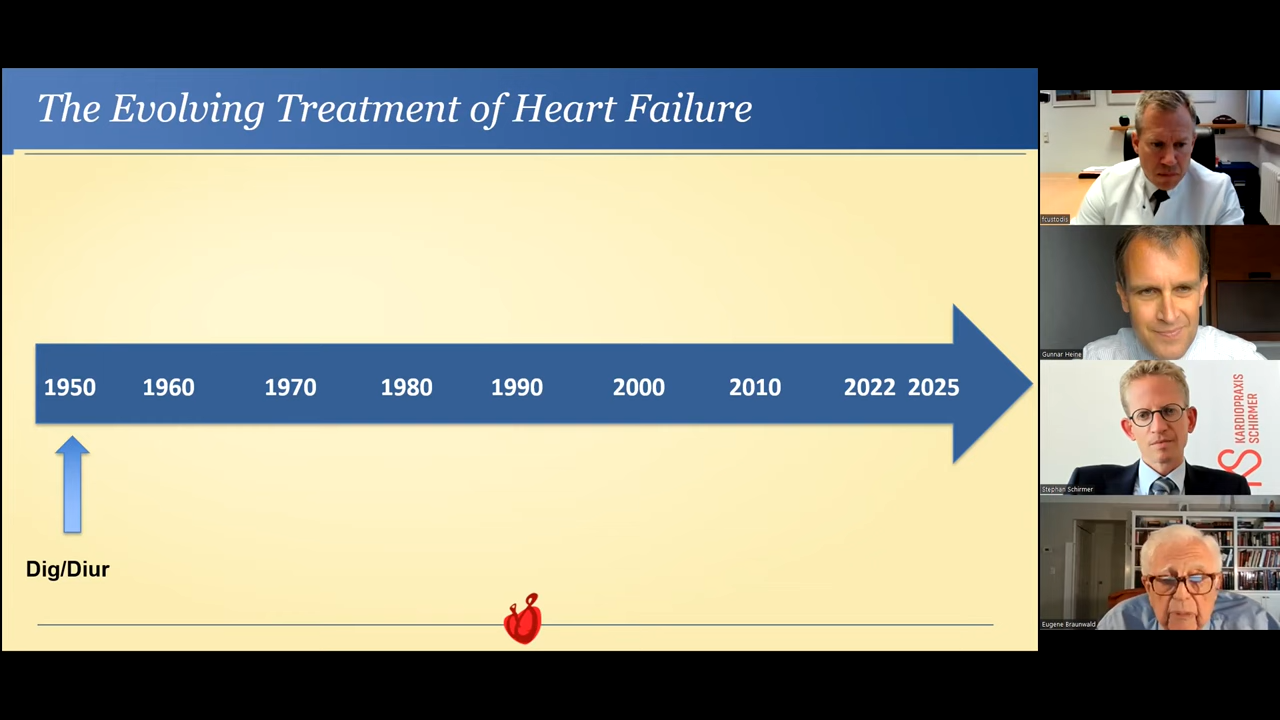 The Evolving Treatment of Heart Failure
1950 1960 1970 1980 1990 2000 2010 2022 2025
Dig/Diur
fcustodis
Gunnar Heine
KARDIOPRAXIS
SCHIRMER
Stephan Schirmer
Eugene Braunwald